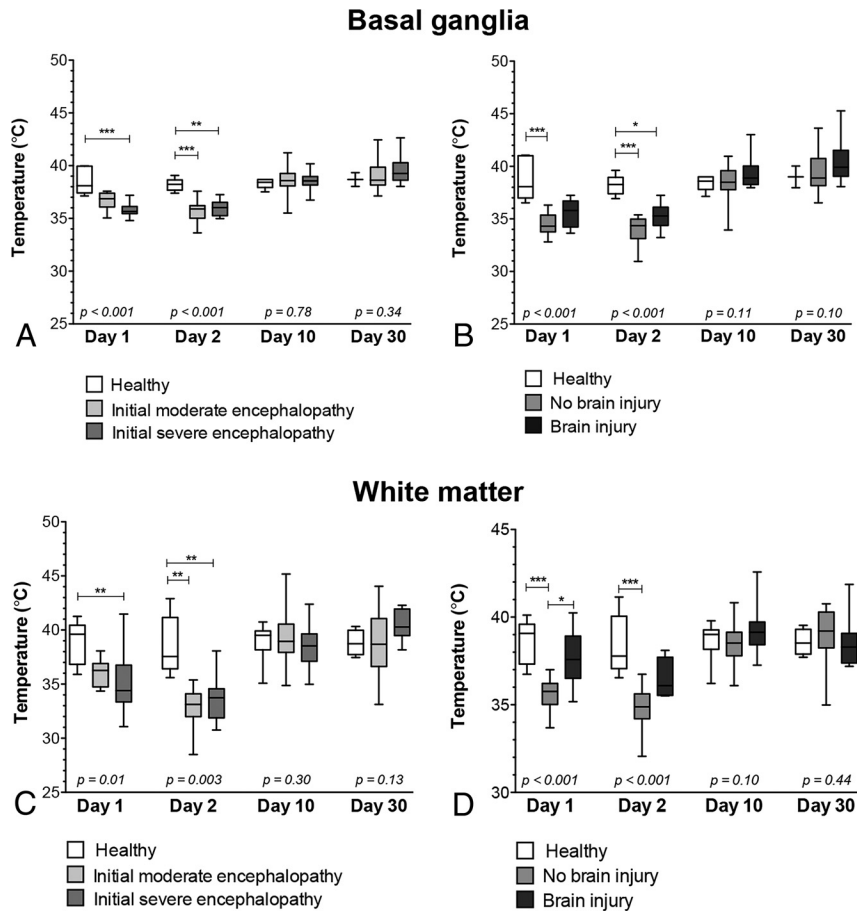 Basal ganglia
Temperature (°C)
50
45
40
35
30
25
***
**
***
p < 0.001
p < 0.001
p = 0.78
p = 0.34
A
Day 1
Day 2
Day 10
Day 30
Healthy
Initial moderate encephalopathy
Initial severe encephalopathy
Temperature (°C)
50
45
40
35
30
25
***
*
***
p < 0.001
p < 0.001
p = 0.11
p = 0.10
B
Day 1
Day 2
Day 10
Day 30
Healthy
No brain injury
Brain injury
White matter
Temperature (°C)
50
45
40
35
30
25
**
**
**
p = 0.01
p = 0.003
p = 0.30
p = 0.13
C
Day 1
Day 2
Day 10
Day 30
Healthy
Initial moderate encephalopathy
Initial severe encephalopathy
Temperature (°C)
45
40
35
30
***
*
***
p < 0.001
p < 0.001
p = 0.10
p = 0.44
D
Day 1
Day 2
Day 10
Day 30
Healthy
No brain injury
Brain injury